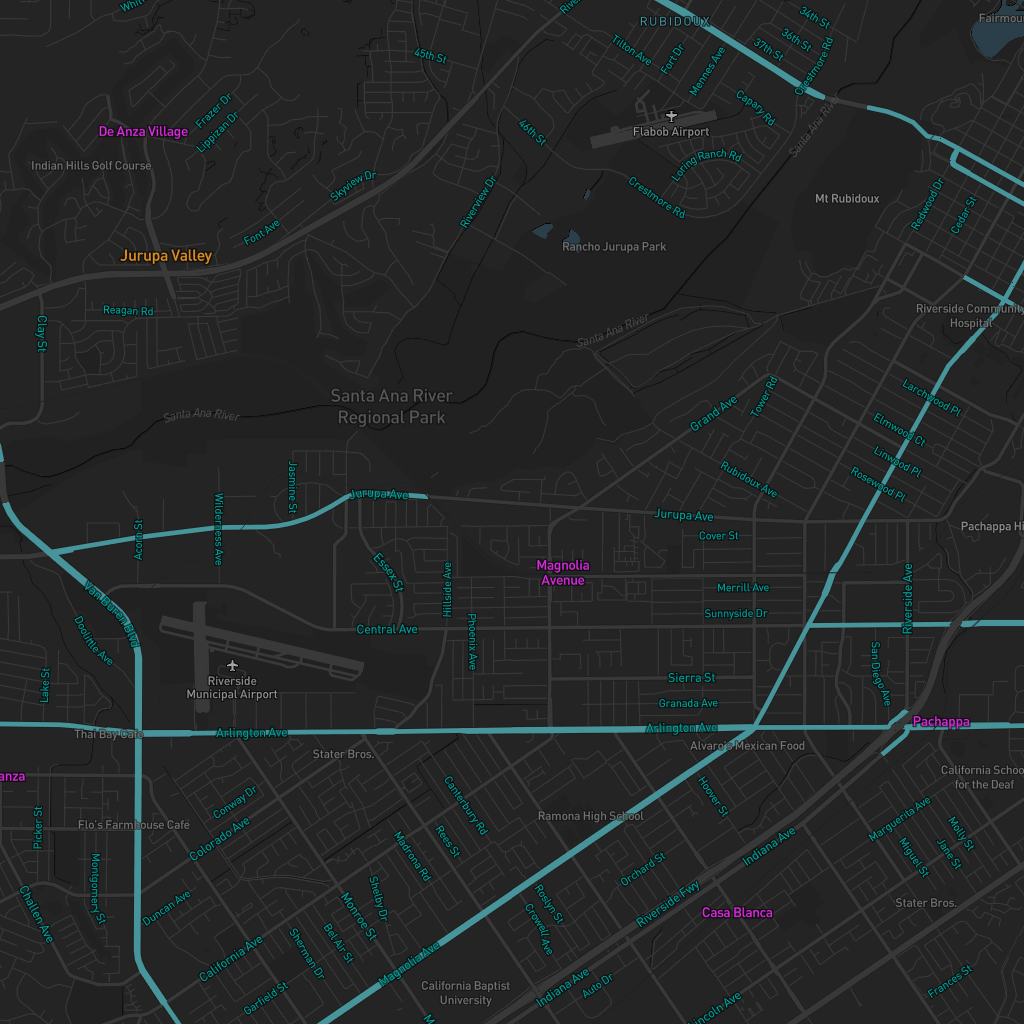 RUBIDOUX
34th St
36th St
37th St
Tilton Ave
Fort Dr
Mennes Ave
Crestmore Rd
45th St
Capary Rd
Frazer Dr
Lippizan Dr
De Anza Village
Indian Hills Golf Course
46th St
Flabob Airport
Santa Ana River
Loring Ranch Rd
Crestmore Rd
Skyview Dr
Riverview Dr
Mt Rubidoux
Redwood Dr
Cedar St
Font Ave
Rancho Jurupa Park
Jurupa Valley
Reagan Rd
Clay St
Riverside Community
Hospital
Santa Ana River
Santa Ana River
Regional Park
Santa Ana River
Grand Ave
Tower Rd
Larchwood Pl
Elmwood Ct
Linwood Pl
Rosewood Pl
Rubidoux Ave
Jasmine St
Jurupa Ave
Wilderness Ave
Acorn St
Jurupa Ave
Cover St
Magnolia
Avenue
Essex St
Hillside Ave
Merrill Ave
Riverside Ave
Van Buren Blvd
Doolittle Ave
Sunnyside Dr
Central Ave
Phoenix Ave
San Diego Ave
Lake St
Riverside
Municipal Airport
Sierra St
Granada Ave
Pachappa
Arlington Ave
Arlington Ave
Thai Bay Cafe
Stater Bros.
Alvaro's Mexican Food
California School
for the Deaf
Hoover St
Canterbury Rd
Conway Dr
Colorado Ave
Picker St
Flo's Farmhouse Café
Ramona High School
Marguerita Ave
Molly St
Jane St
Miguel St
Indiana Ave
Rees St
Madrona Rd
Orchard St
Riverside Fwy
Montgomery St
Challen Ave
Duncan Ave
Shelby Dr
Monroe St
Roslyn St
Crowell Ave
Casa Blanca
Stater Bros.
Bel Air St
Sherman Dr
California Ave
Magnolia Ave
Garfield St
California Baptist
University
Indiana Ave
Auto Dr
Frances St
Lincoln Ave